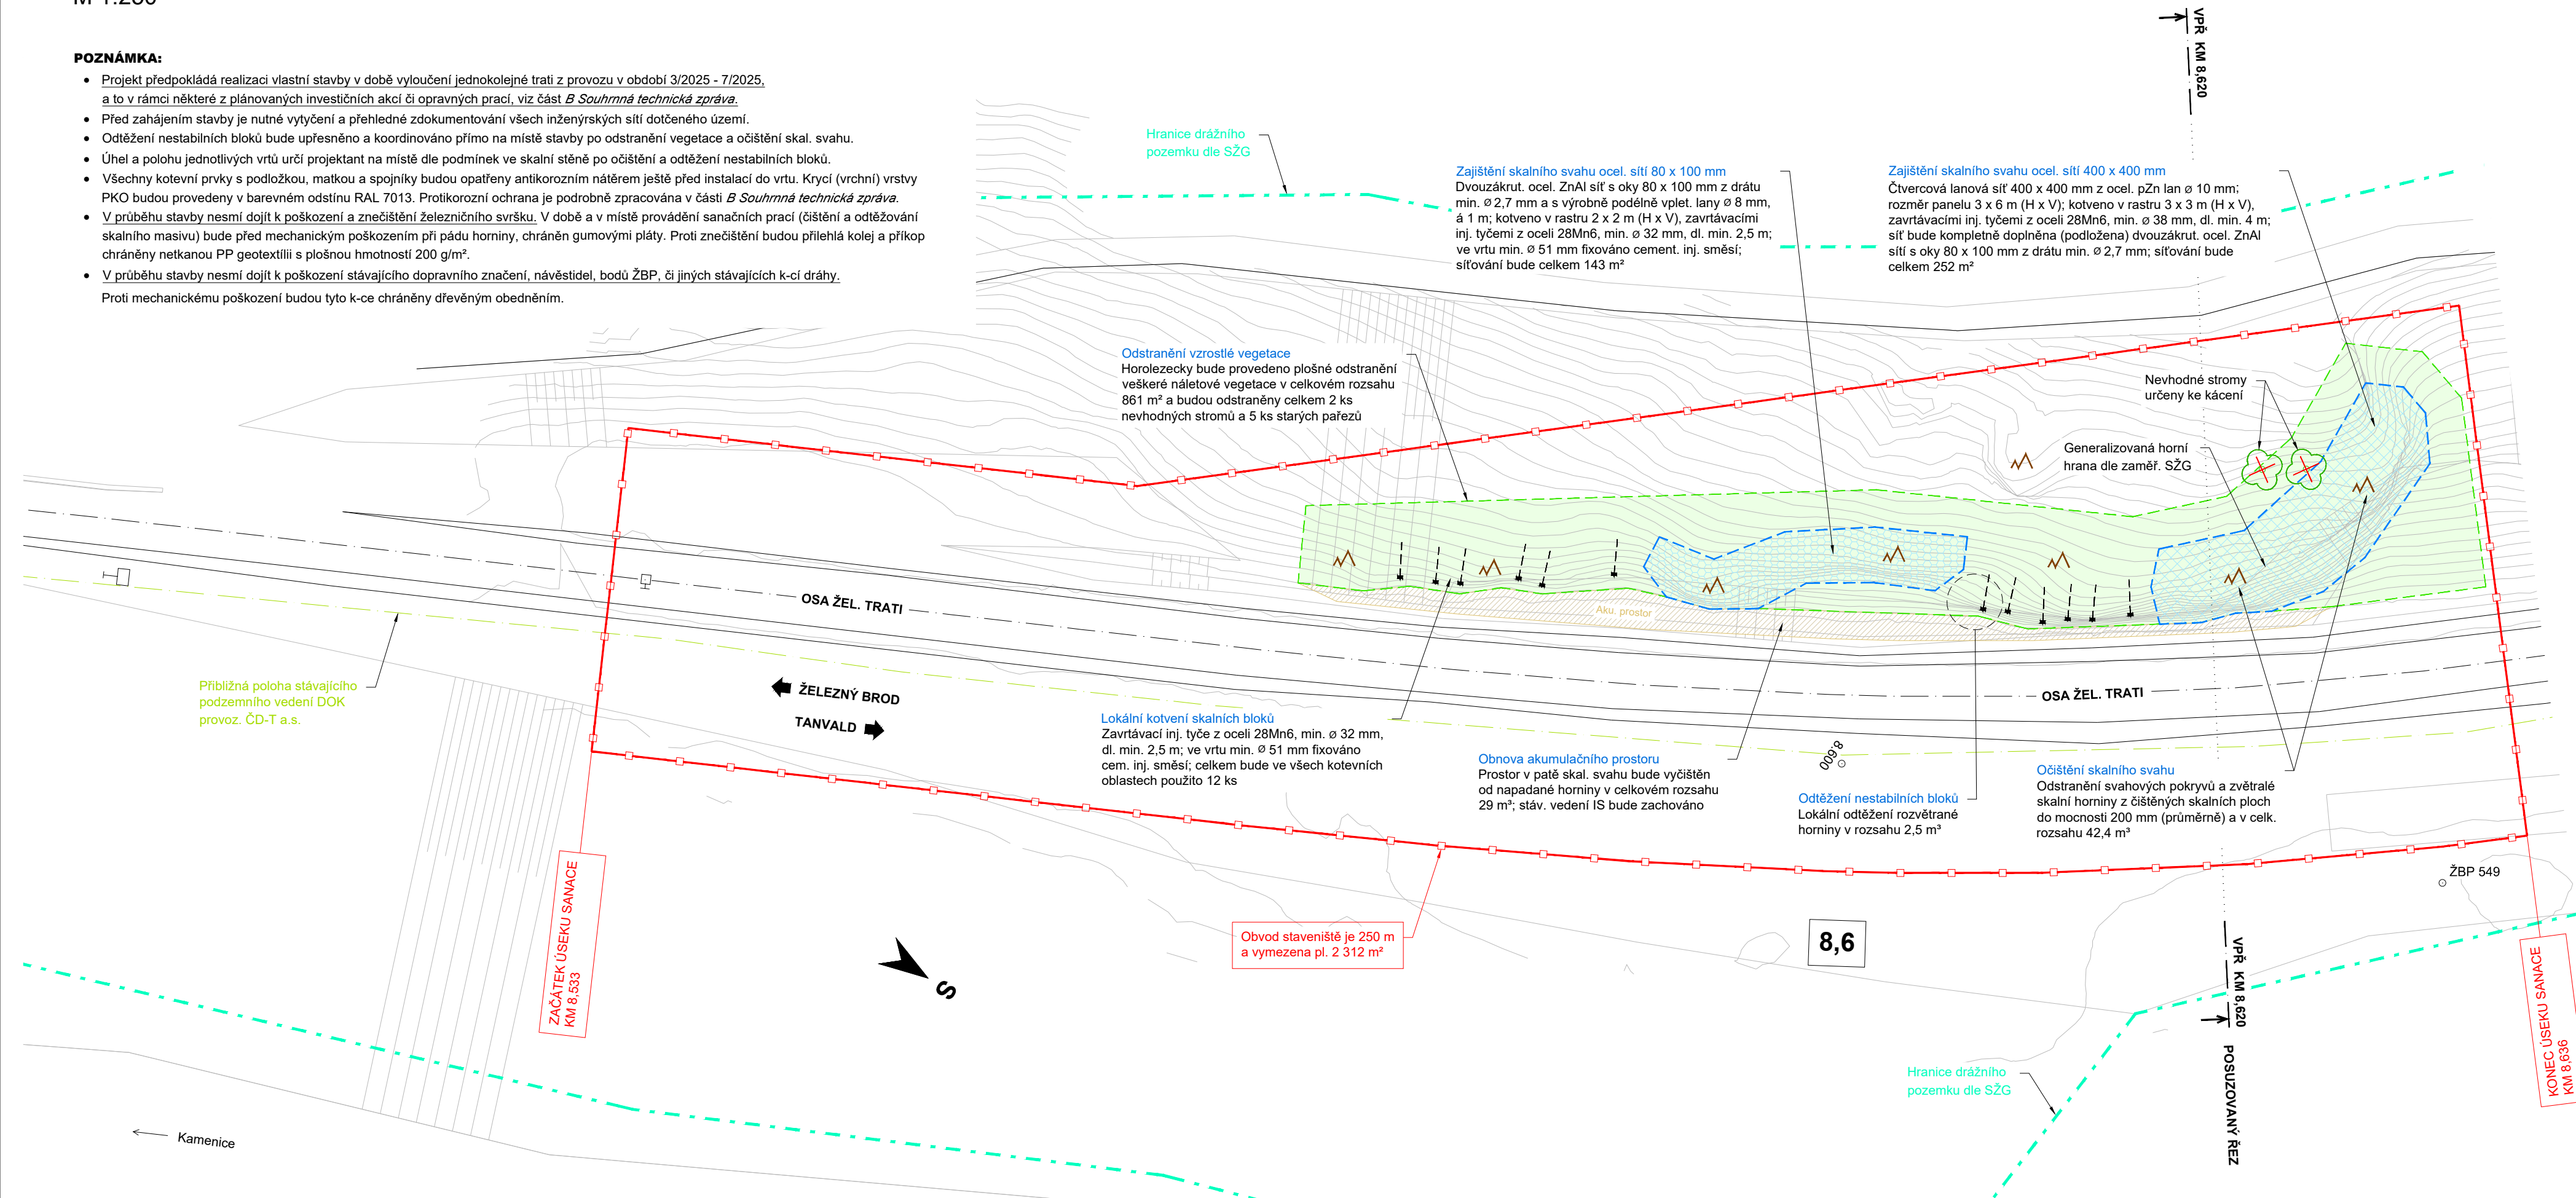 POZNÁMKA:
• Projekt předpokládá realizaci vlastní stavby v době vyloučení jednokolejné trati z provozu v období 3/2025 - 7/2025,
a to v rámci některé z plánovaných investičních akcí či opravných prací, viz část B Souhrnná technická zpráva.
• Před zahájením stavby je nutné vytyčení a přehledné zdokumentování všech inženýrských sítí dotčeného území.
• Odtěžení nestabilních bloků bude upřesněno a koordinováno přímo na místě stavby po odstranění vegetace a očištění skal. svahu.
• Úhel a polohu jednotlivých vrtů určí projektant na místě dle podmínek ve skalní stěně po očištění a odtěžení nestabilních bloků.
• Všechny kotevní prvky s podložkou, matkou a spojníky budou opatřeny antikorozním nátěrem ještě před instalací do vrtu. Krycí (vrchní) vrstvy
PKO budou provedeny v barevném odstínu RAL 7013. Protikorozní ochrana je podrobně zpracována v části B Souhrnná technická zpráva.
• V průběhu stavby nesmí dojít k poškození a znečištění železničního svršku. V době a v místě provádění sanačních prací (čištění a odtěžování
skalního masivu) bude před mechanickým poškozením při pádu horniny, chráněn gumovými pláty. Proti znečištění budou přilehlá kolej a příkop
chráněny netkanou PP geotextílii s plošnou hmotností 200 g/m².
• V průběhu stavby nesmí dojít k poškození stávajícího dopravního značení, návěstidel, bodů ŽBP, či jiných stávajících k-cí dráhy.
Proti mechanickému poškození budou tyto k-ce chráněny dřevěným obedněním.
Hranice drážního
pozemku dle SŽG
Zajištění skalního svahu ocel. sítí 80 x 100 mm
Dvouzákrut. ocel. ZnAl síť s oky 80 x 100 mm z drátu
min. ø 2,7 mm a s výrobně podélně vplet. lany ø 8 mm,
á 1 m; kotveno v rastru 2 x 2 m (H x V), zavrtávacími
inj. tyčemi z oceli 28Mn6, min. ø 32 mm, dl. min. 2,5 m;
ve vrtu min. ø 51 mm fixováno cement. inj. směsí;
síťování bude celkem 143 m²
Zajištění skalního svahu ocel. sítí 400 x 400 mm
Čtvercová lanová síť 400 x 400 mm z ocel. pZn lan ø 10 mm;
rozměr panelu 3 x 6 m (H x V); kotveno v rastru 3 x 3 m (H x V),
zavrtávacími inj. tyčemi z oceli 28Mn6, min. ø 38 mm, dl. min. 4 m;
síť bude kompletně doplněna (podložena) dvouzákrut. ocel. ZnAl
sítí s oky 80 x 100 mm z drátu min. ø 2,7 mm; síťování bude
celkem 252 m²
VPŘ KM 8,620
Odstranění vzrostlé vegetace
Horolezecky bude provedeno plošné odstranění
veškeré náletové vegetace v celkovém rozsahu
861 m² a budou odstraněny celkem 2 ks
nevhodných stromů a 5 ks starých pařezů
Nevhodné stromy
určeny ke kácení
Generalizovaná horní
hrana dle zaměř. SŽG
OSA ŽEL. TRATI
Aku. prostor
OSA ŽEL. TRATI
Přibližná poloha stávajícího
podzemního vedení DOK
provoz. ČD-T a.s.
ŽELEZNÝ BROD
TANVALD
Lokální kotvení skalních bloků
Zavrtávací inj. tyče z oceli 28Mn6, min. ø 32 mm,
dl. min. 2,5 m; ve vrtu min. ø 51 mm fixováno
cem. inj. směsí; celkem bude ve všech kotevních
oblastech použito 12 ks
Obnova akumulačního prostoru
Prostor v patě skal. svahu bude vyčištěn
od napadané horniny v celkovém rozsahu
29 m³; stáv. vedení IS bude zachováno
8.600
Odtěžení nestabilních bloků
Lokální odtěžení rozvětrané
horniny v rozsahu 2,5 m³
Očištění skalního svahu
Odstranění svahových pokryvů a zvětralé
skalní horniny z čištěných skalních ploch
do mocnosti 200 mm (průměrně) a v celk.
rozsahu 42,4 m³
ŽBP 549
ZAČÁTEK ÚSEKU SANACE
KM 8,533
Obvod staveniště je 250 m
a vymezena pl. 2 312 m²
8,6
S
VPŘ KM 8,620
POSUZOVANÝ ŘEZ
KONEC ÚSEKU SANACE
KM 8,636
Hranice drážního
pozemku dle SŽG
Kamenice